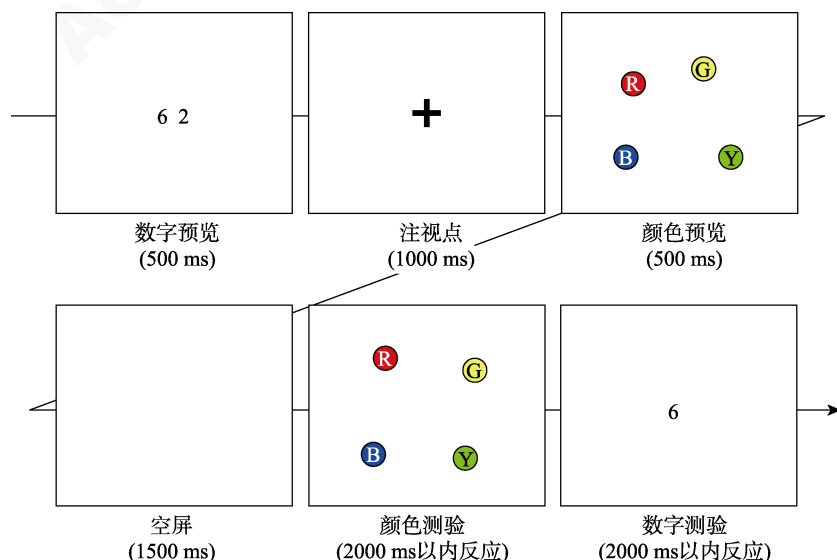 6 2
数字预览
(500 ms)
+
注视点
(1000 ms)
R
G
B
Y
颜色预览
(500 ms)
空屏
(1500 ms)
R
G
B
Y
颜色测验
(2000 ms以内反应)
6
数字测验
(2000 ms以内反应)